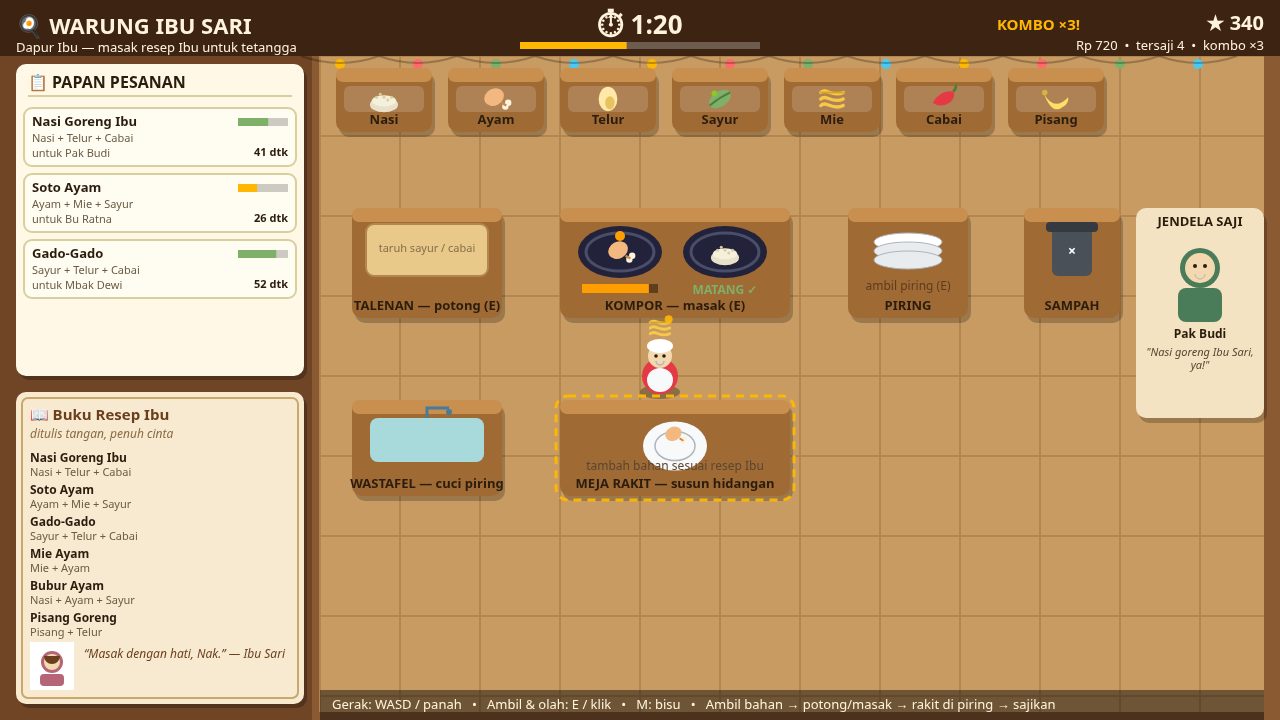 🍳 WARUNG IBU SARI
Dapur Ibu — masak resep Ibu untuk tetangga
⏱ 1:20
KOMBO ×3!
★ 340
Rp 720 • tersaji 4 • kombo ×3
📋 PAPAN PESANAN
Nasi Goreng Ibu
Nasi + Telur + Cabai
untuk Pak Budi
41 dtk
Soto Ayam
Ayam + Mie + Sayur
untuk Bu Ratna
26 dtk
Gado-Gado
Sayur + Telur + Cabai
untuk Mbak Dewi
52 dtk
📖 Buku Resep Ibu
ditulis tangan, penuh cinta
Nasi Goreng Ibu
Nasi + Telur + Cabai
Soto Ayam
Ayam + Mie + Sayur
Gado-Gado
Sayur + Telur + Cabai
Mie Ayam
Mie + Ayam
Bubur Ayam
Nasi + Ayam + Sayur
Pisang Goreng
Pisang + Telur
“Masak dengan hati, Nak.” — Ibu Sari
Nasi
Ayam
Telur
Sayur
Mie
Cabai
Pisang
taruh sayur / cabai
TALENAN — potong (E)
MATANG ✓
KOMPOR — masak (E)
ambil piring (E)
PIRING
×
SAMPAH
JENDELA SAJI
Pak Budi
"Nasi goreng Ibu Sari,
ya!"
WASTAFEL — cuci piring
tambah bahan sesuai resep Ibu
MEJA RAKIT — susun hidangan
Gerak: WASD / panah • Ambil & olah: E / klik • M: bisu • Ambil bahan → potong/masak → rakit di piring → sajikan